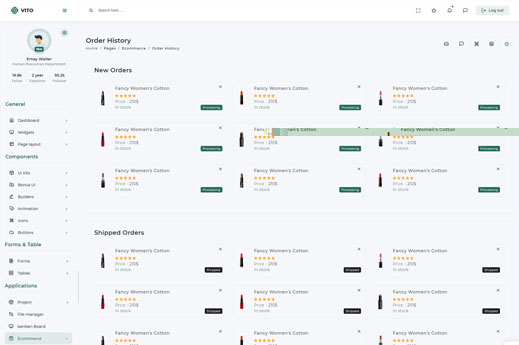 VITO
Search here ...
Log out
Emay Walter
Human Resources Department
19.8k
2 year
95.2k
Follow
Experince
Follower
General
Dashboard
Widgets
Page layout
Components
Ui Kits
Bonus Ui
Builders
Animation
Icons
Buttons
Forms & Table
Forms
Tables
Applications
Project
File manager
kanban Board
Ecommerce
Order History
Home / Pages / Ecommerce / Order History
New Orders
Fancy Women's Cotton
Price : 210$
In stock
Processing
Fancy Women's Cotton
Price : 210$
In stock
Processing
Fancy Women's Cotton
Price : 210$
In stock
Processing
Fancy Women's Cotton
Price : 210$
In stock
Processing
Women's Cotton
Price : 210$
In stock
Processing
Fancy Women's Cotton
Price : 210$
In stock
Processing
Fancy Women's Cotton
Price : 210$
In stock
Processing
Fancy Women's Cotton
Price : 210$
In stock
Processing
Fancy Women's Cotton
Price : 210$
In stock
Processing
Shipped Orders
Fancy Women's Cotton
Price : 210$
In stock
Shipped
Fancy Women's Cotton
Price : 210$
In stock
Shipped
Fancy Women's Cotton
Price : 210$
In stock
Shipped
Fancy Women's Cotton
Price : 210$
In stock
Shipped
Fancy Women's Cotton
Price : 210$
In stock
Shipped
Fancy Women's Cotton
Price : 210$
In stock
Shipped
Fancy Women's Cotton
Fancy Women's Cotton
Fancy Women's Cotton